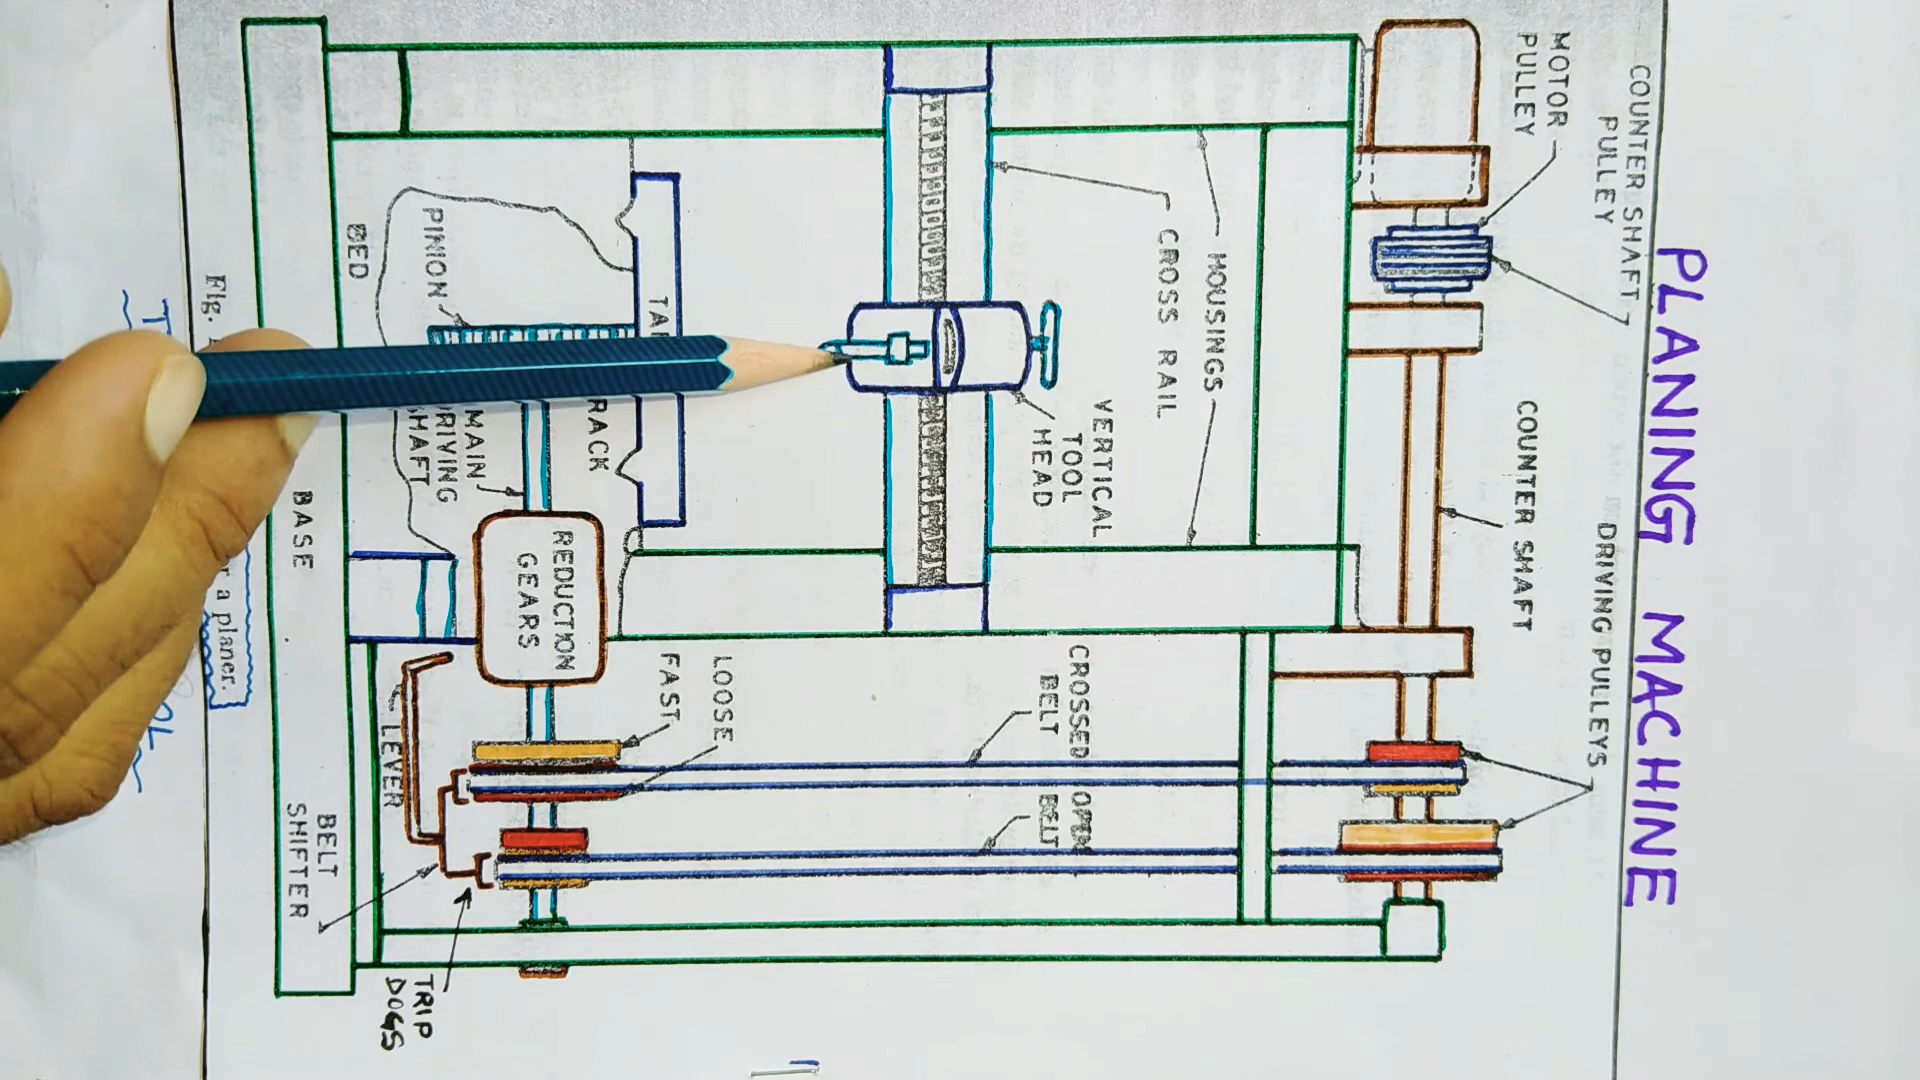 PLANING MACHINE
COUNTER SHAFT
PULLEY
MOTOR
PULLEY
COUNTER SHAFT
DRIVING PULLEYS
HOUSINGS
CROSS RAIL
VERTICAL
TOOL
HEAD
CROSSED
BELT
OPEN
BELT
LOOSE
FAST
RACK
REDUCTION
GEARS
PINION
MAIN
DRIVING
SHAFT
BED
LEVER
BASE
BELT
SHIFTER
TRIP
DOGS
Fig.
r a planer.